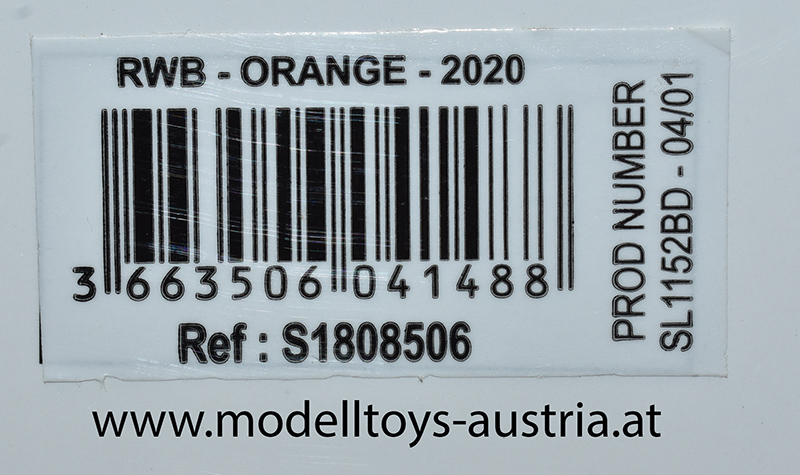 RWB - ORANGE - 2020
3 663506 041488
Ref : S1808506
PROD NUMBER
SL1152BD - 04/01
www.modelltoys-austria.at